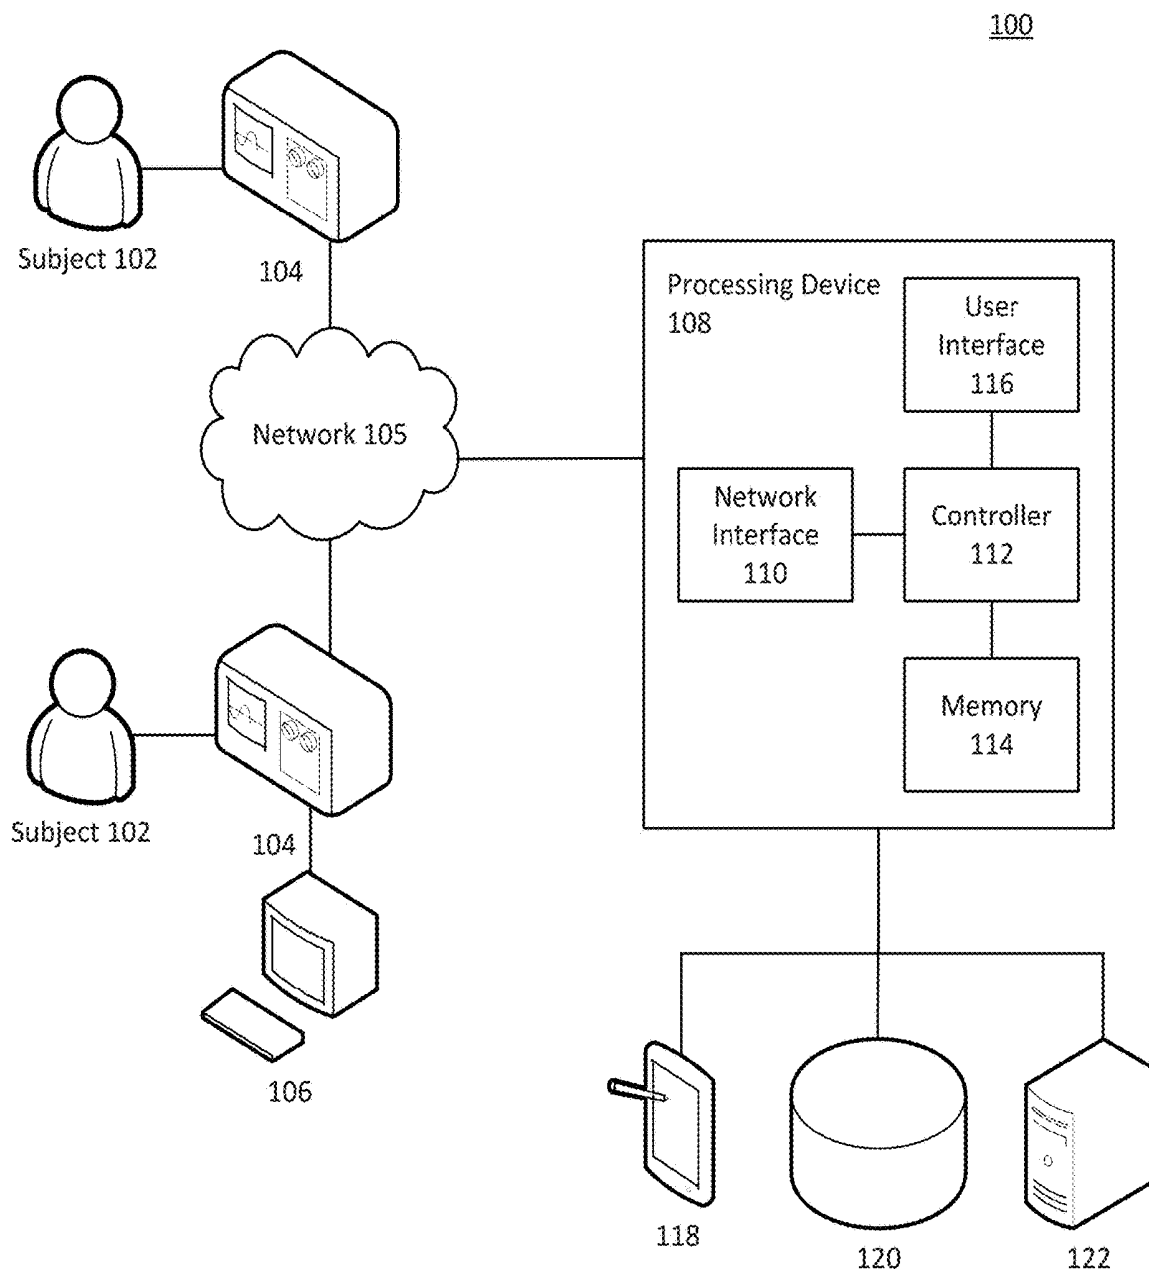 100
Subject 102
104
Processing Device
108
User
Interface
116
Network 105
Network
Interface
110
Controller
112
Memory
114
Subject 102
104
106
118
120
122